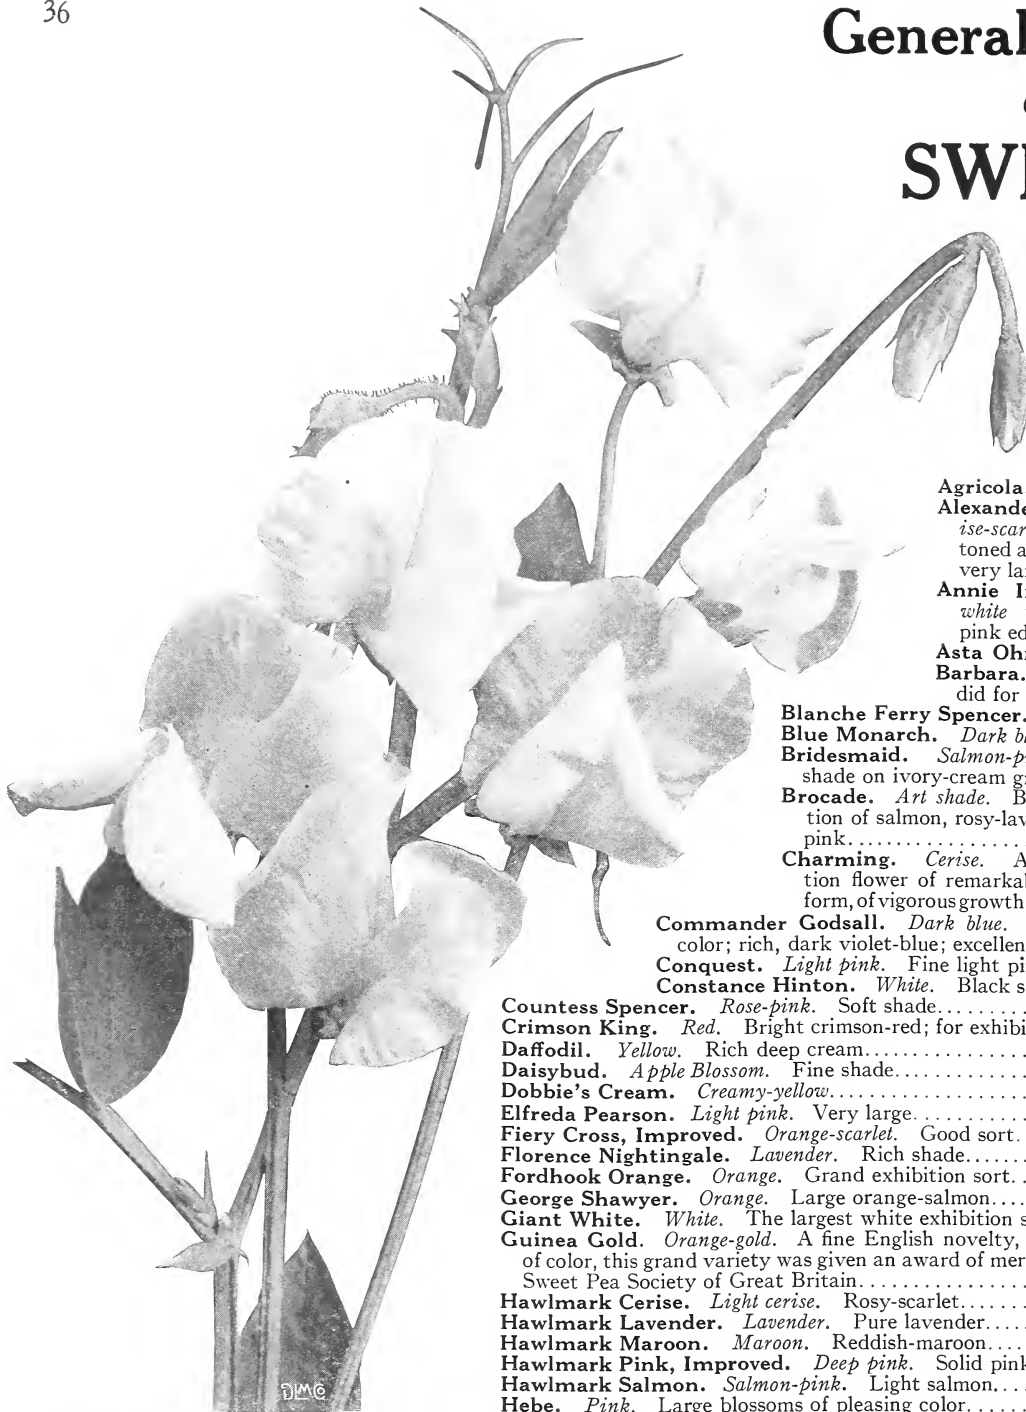 36
General
SWE
Agricola.
Alexande
ise-scar
toned a
very la
Annie I
white
pink ed
Asta Oh
Barbara.
did for
Blanche Ferry Spencer.
Blue Monarch. Dark bl
Bridesmaid. Salmon-p
shade on ivory-cream g
Brocade. Art shade. B
tion of salmon, rosy-lav
pink....................
Charming. Cerise. A
tion flower of remarkal
form, of vigorous growth
Commander Godsall. Dark blue.
color; rich, dark violet-blue; excellen
Conquest. Light pink. Fine light pi
Constance Hinton. White. Black s
Countess Spencer. Rose-pink. Soft shade.........
Crimson King. Red. Bright crimson-red; for exhibi
Daffodil. Yellow. Rich deep cream.................
Daisybud. Apple Blossom. Fine shade.............
Dobbie's Cream. Creamy-yellow....................
Elfreda Pearson. Light pink. Very large...........
Fiery Cross, Improved. Orange-scarlet. Good sort.
Florence Nightingale. Lavender. Rich shade.......
Fordhook Orange. Orange. Grand exhibition sort..
George Shawyer. Orange. Large orange-salmon....
Giant White. White. The largest white exhibition s
Guinea Gold. Orange-gold. A fine English novelty,
of color, this grand variety was given an award of mer
Sweet Pea Society of Great Britain..................
Hawlmark Cerise. Light cerise. Rosy-scarlet.......
Hawlmark Lavender. Lavender. Pure lavender.....
Hawlmark Maroon. Maroon. Reddish-maroon....
Hawlmark Pink, Improved. Deep pink. Solid pink
Hawlmark Salmon. Salmon-pink. Light salmon....
Hebe. Pink. Large blossoms of pleasing color.......
DLMCo